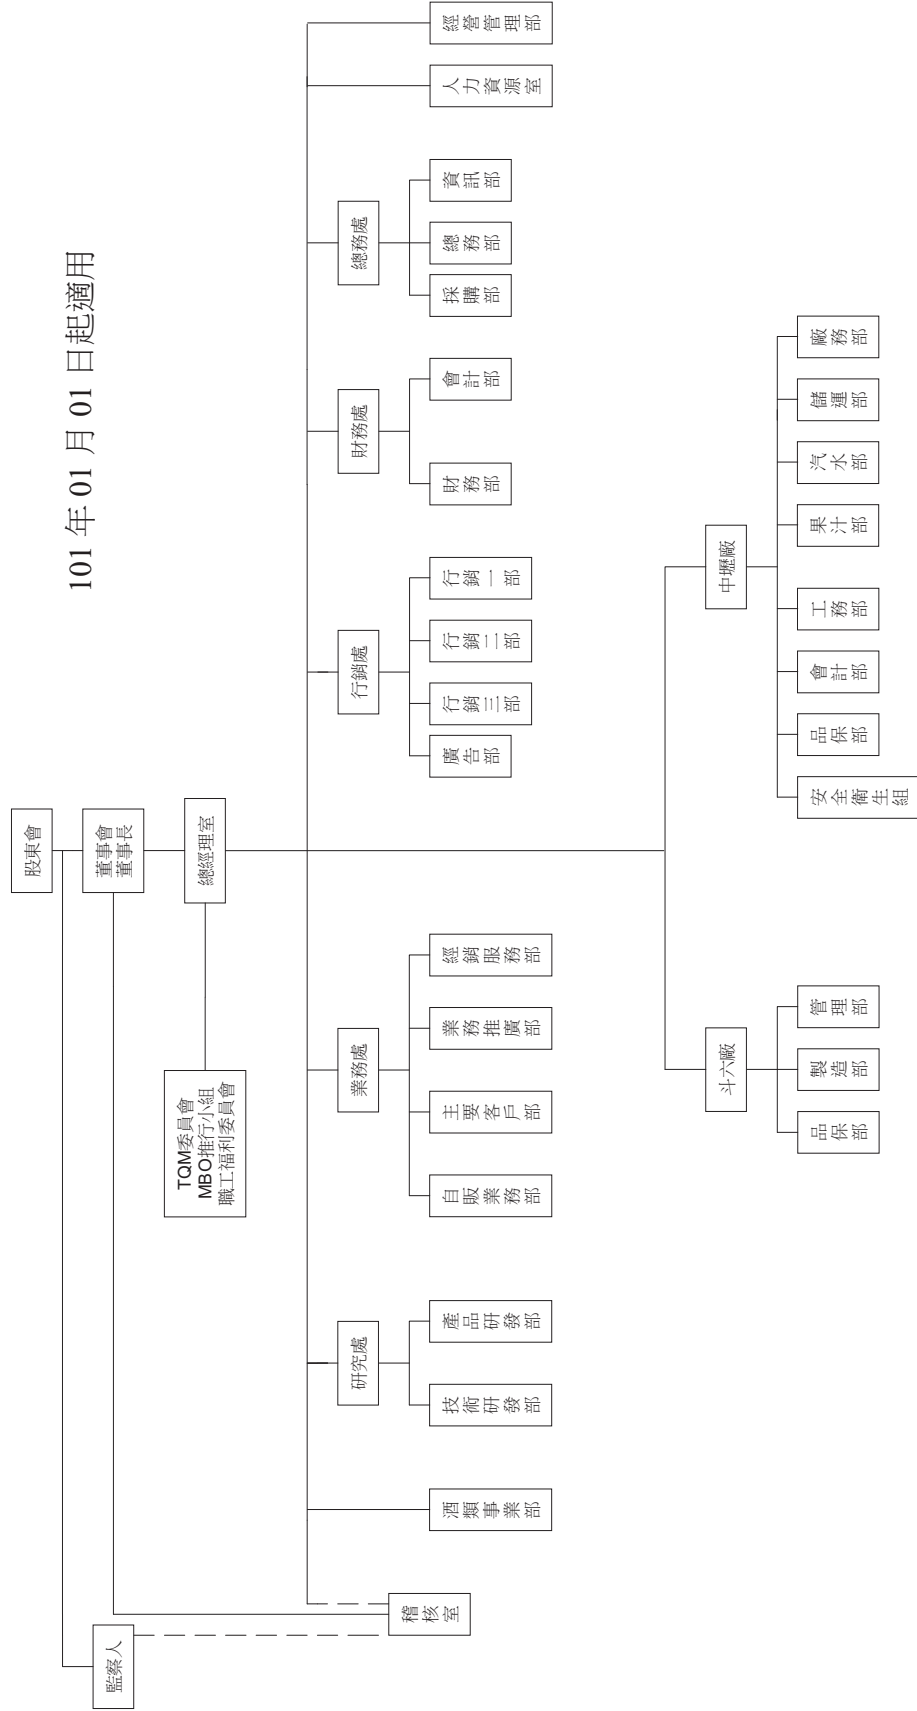 101 年 01 月 01 日起適用
股東會
監察人
董事會
董事長
總經理室
TQM委員會
MBO推行小組
職工福利委員會
稽核室
酒類事業部
研究處
技術研發部
產品研發部
業務處
自販業務部
主要客戶部
業務推廣部
經銷服務部
行銷處
廣告部
行銷三部
行銷二部
行銷一部
財務處
財務部
會計部
總務處
採購部
總務部
資訊部
人力資源室
經營管理部
斗六廠
品保部
製造部
管理部
中壢廠
安全衛生組
品保部
會計部
工務部
果汁部
汽水部
儲運部
廠務部